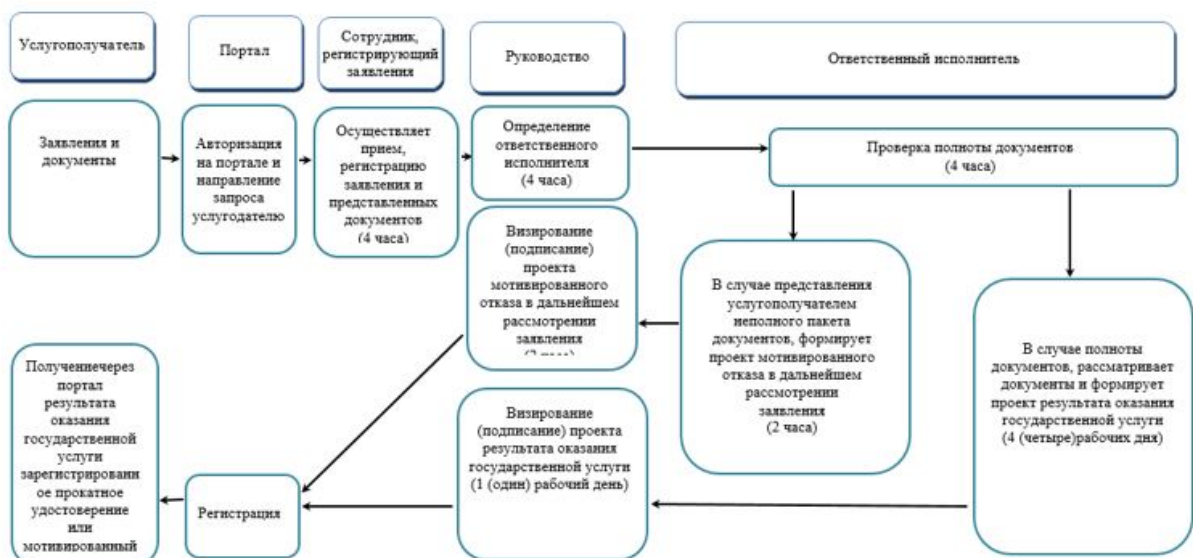 Услугополучатель
Портал
Сотрудник,
регистрирующий
заявления
Руководство
Ответственный исполнитель
Заявления и
документы
Авторизация
на портале и
направление
запроса
услугодателю
Осуществляет
прием,
регистрацию
заявления и
представленных
документов
(4 часа)
Определение
ответственного
исполнителя
(4 часа)
Проверка полноты документов
(4 часа)
Визирование
(подписание)
проекта
мотивированного
отказа в дальнейшем
рассмотрении
заявления
В случае представления
услугополучателем
неполного пакета
документов, формирует
проект мотивированного
отказа в дальнейшем
рассмотрении
заявления
(2 часа)
В случае полноты
документов, рассматривает
документы и формирует
проект результата оказания
государственной услуги
(4 (четыре)рабочих дня)
Получениечерез
портал
результата
оказания
государственной
услуги
зарегистрированн
ое прокатное
удостоверение
или
мотивированный
Регистрация
Визирование
(подписание) проекта
результата оказания
государственной услуги
(1 (один) рабочий день)